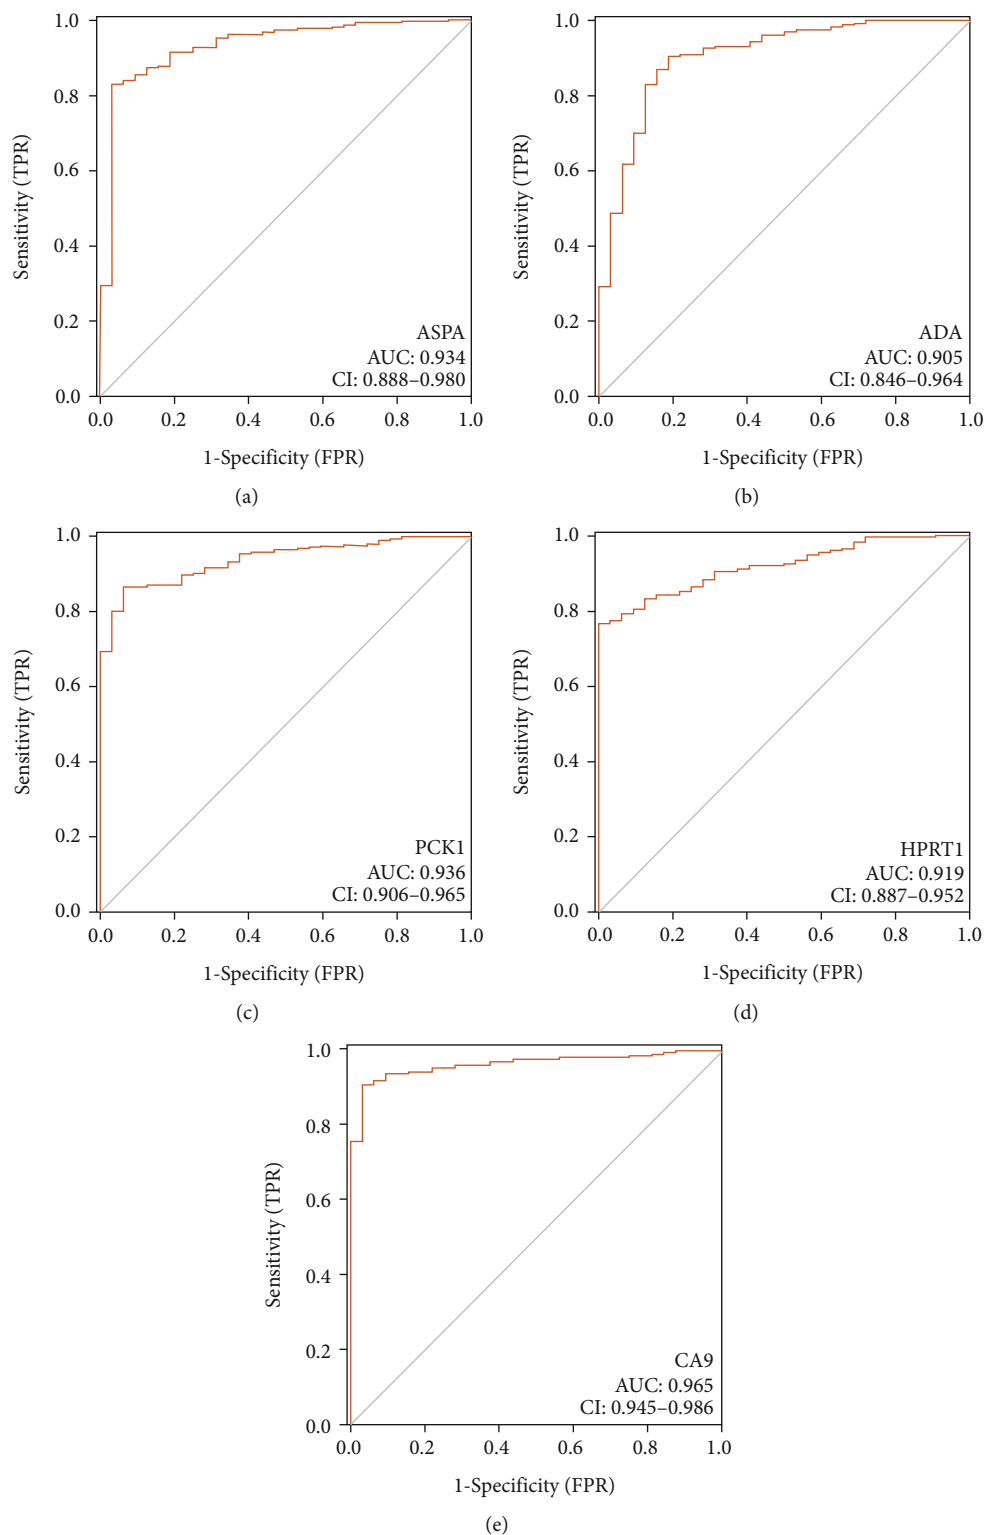 1.0
0.8
0.6
0.4
0.2
0.0
Sensitivity (TPR)
ASPA
AUC: 0.934
CI: 0.888–0.980
0.0 0.2 0.4 0.6 0.8 1.0
1-Specificity (FPR)
(a)
1.0
0.8
0.6
0.4
0.2
0.0
Sensitivity (TPR)
ADA
AUC: 0.905
CI: 0.846–0.964
0.0 0.2 0.4 0.6 0.8 1.0
1-Specificity (FPR)
(b)
1.0
0.8
0.6
0.4
0.2
0.0
Sensitivity (TPR)
PCK1
AUC: 0.936
CI: 0.906–0.965
0.0 0.2 0.4 0.6 0.8 1.0
1-Specificity (FPR)
(c)
1.0
0.8
0.6
0.4
0.2
0.0
Sensitivity (TPR)
HPRT1
AUC: 0.919
CI: 0.887–0.952
0.0 0.2 0.4 0.6 0.8 1.0
1-Specificity (FPR)
(d)
1.0
0.8
0.6
0.4
0.2
0.0
Sensitivity (TPR)
CA9
AUC: 0.965
CI: 0.945–0.986
0.0 0.2 0.4 0.6 0.8 1.0
1-Specificity (FPR)
(e)